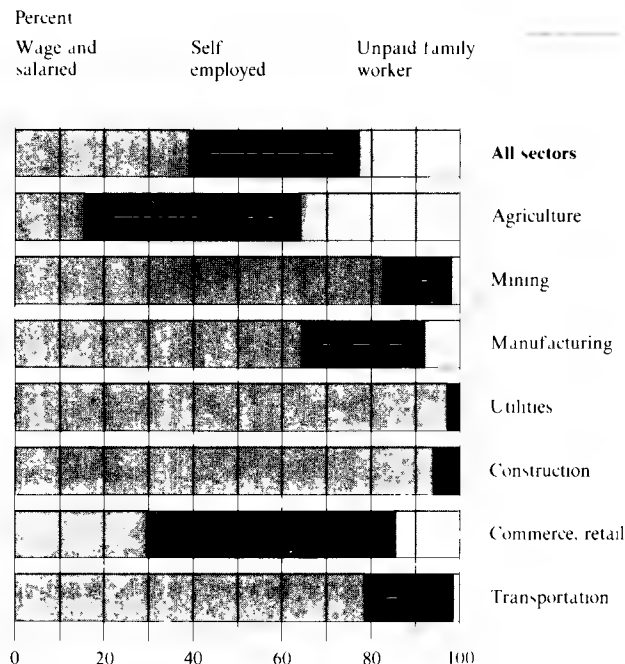 Percent
Wage and salaried
Self employed
Unpaid family worker
All sectors
Agriculture
Mining
Manufacturing
Utilities
Construction
Commerce, retail
Transportation
0 20 40 60 80 100